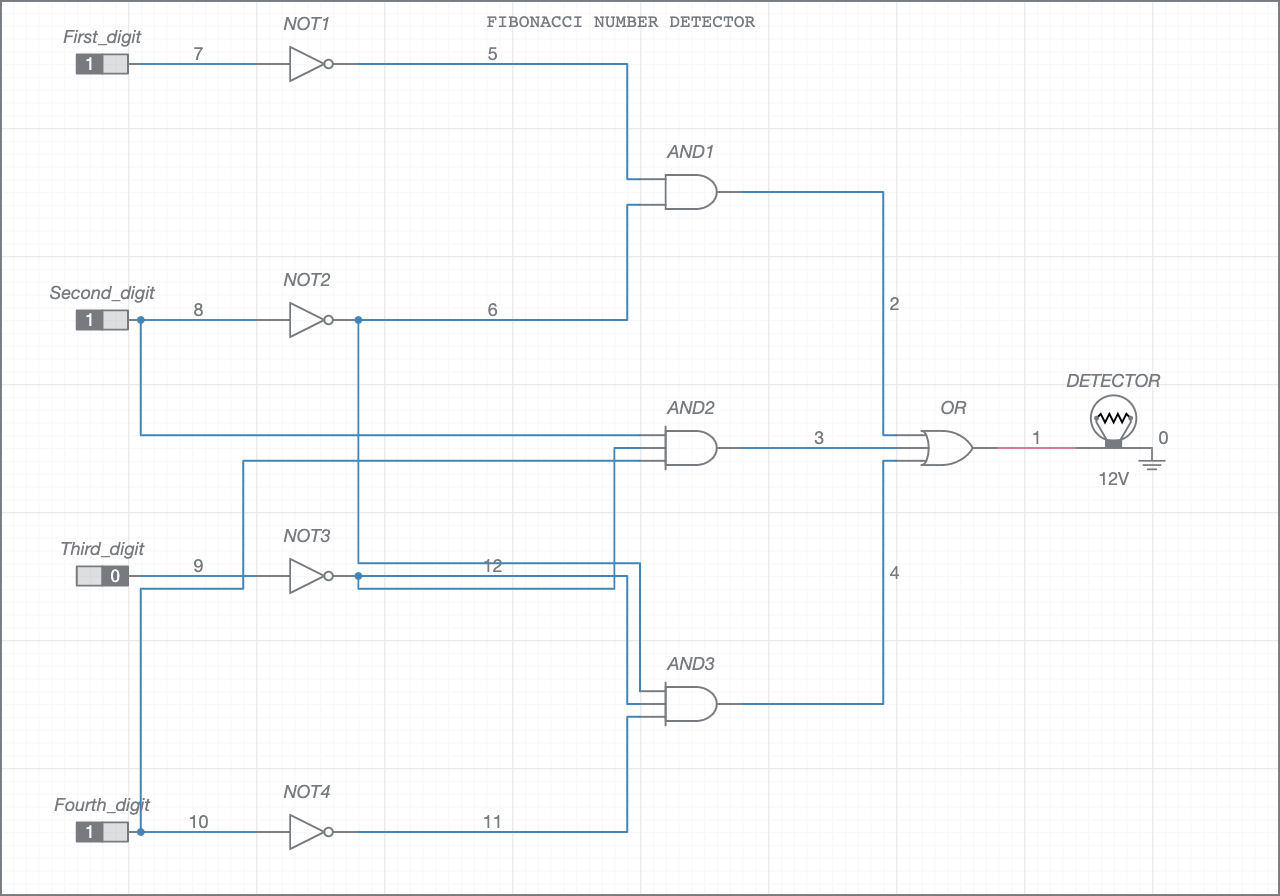 FIBONACCI NUMBER DETECTOR
First_digit
NOT1
1
7
5
AND1
Second_digit
NOT2
1
8
6
2
AND2
OR
DETECTOR
3
1
0
12V
Third_digit
NOT3
0
9
12
4
AND3
Fourth_digit
NOT4
1
10
11